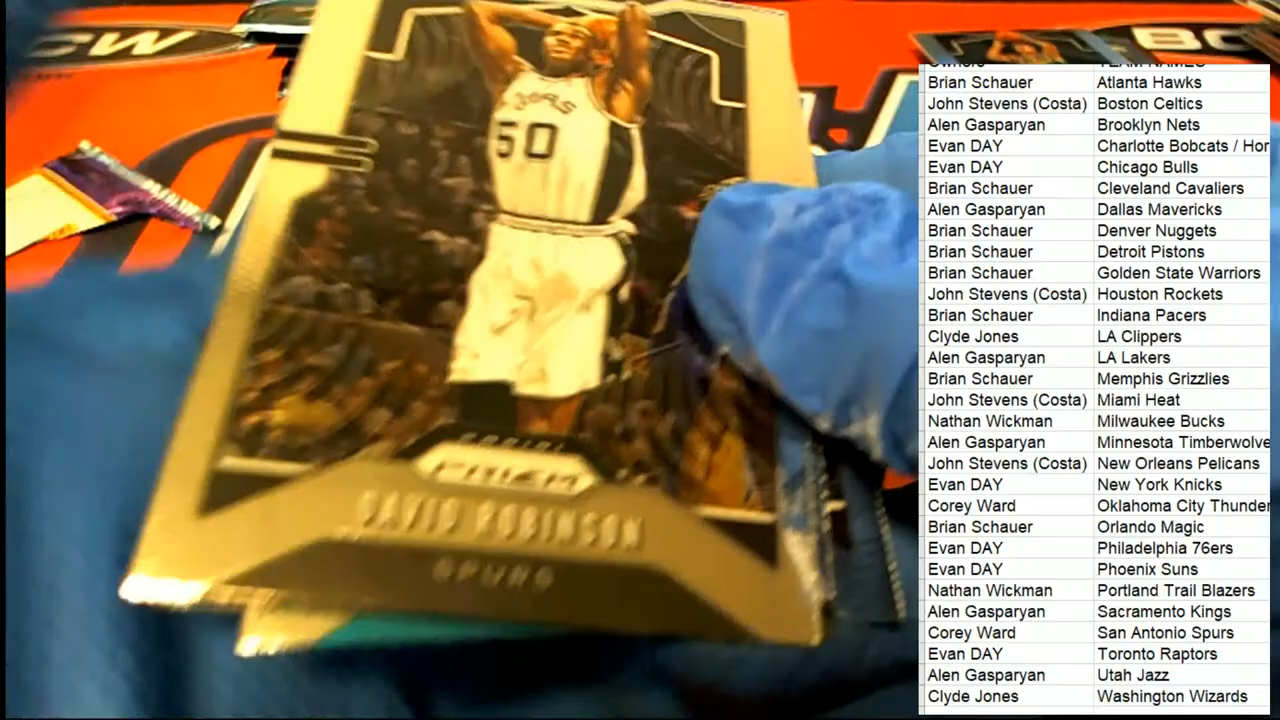 CW
BC
SPURS
50
PRIZM
DAVID ROBINSON
SPURS
Owners TEAM NAMES
Brian Schauer Atlanta Hawks
John Stevens (Costa) Boston Celtics
Alen Gasparyan Brooklyn Nets
Evan DAY Charlotte Bobcats / Hor
Evan DAY Chicago Bulls
Brian Schauer Cleveland Cavaliers
Alen Gasparyan Dallas Mavericks
Brian Schauer Denver Nuggets
Brian Schauer Detroit Pistons
Brian Schauer Golden State Warriors
John Stevens (Costa) Houston Rockets
Brian Schauer Indiana Pacers
Clyde Jones LA Clippers
Alen Gasparyan LA Lakers
Brian Schauer Memphis Grizzlies
John Stevens (Costa) Miami Heat
Nathan Wickman Milwaukee Bucks
Alen Gasparyan Minnesota Timberwolve
John Stevens (Costa) New Orleans Pelicans
Evan DAY New York Knicks
Corey Ward Oklahoma City Thunder
Brian Schauer Orlando Magic
Evan DAY Philadelphia 76ers
Evan DAY Phoenix Suns
Nathan Wickman Portland Trail Blazers
Alen Gasparyan Sacramento Kings
Corey Ward San Antonio Spurs
Evan DAY Toronto Raptors
Alen Gasparyan Utah Jazz
Clyde Jones Washington Wizards